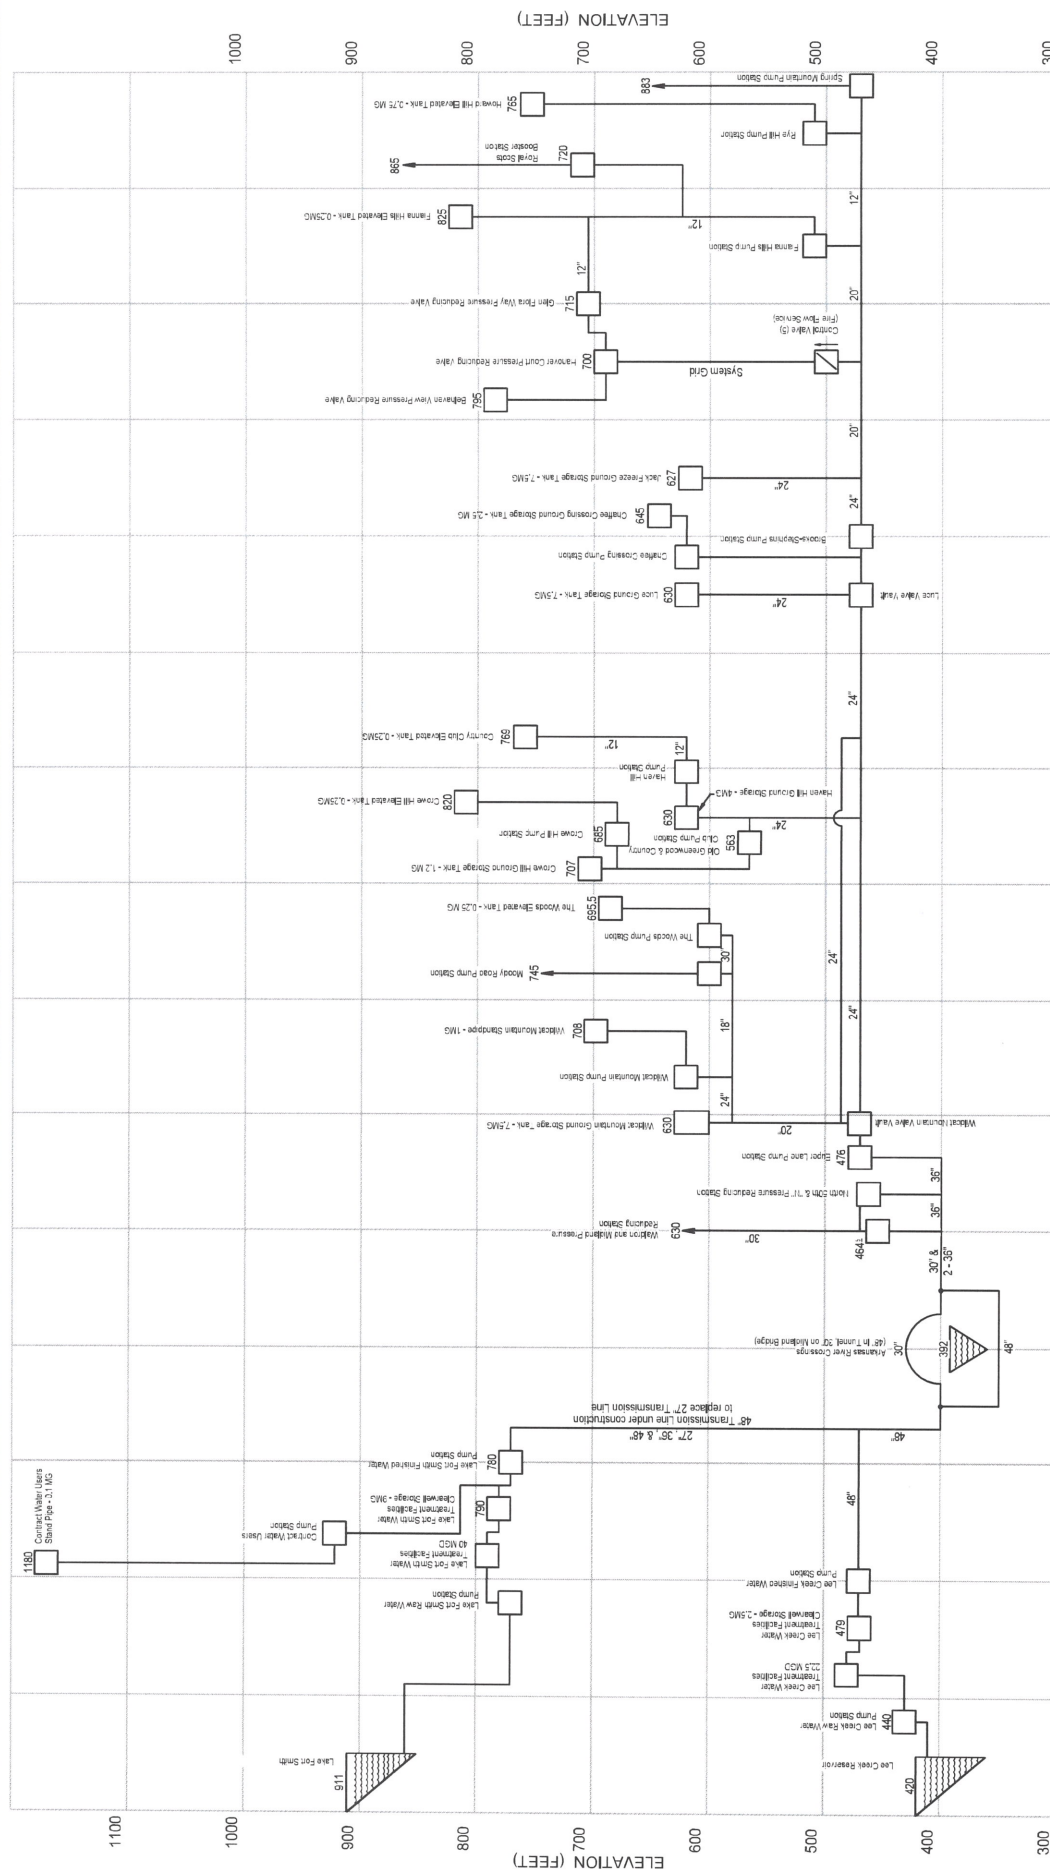 ELEVATION (FEET)
1000
900
800
700
600
500
400
300
883
Spring Mountain Pump Station
765
Howard Hill Elevated Tank - 0.75 MG
Rye Hill Pump Station
865
720
Royal Scots
Booster Station
12"
825
Fianna Hills Elevated Tank - 0.25MG
12"
Fianna Hills Pump Station
12"
715
Glen Flora Way Pressure Reducing Valve
20"
Control Valve (5)
(Fire Flow Service)
700
Hanover Court Pressure Reducing
Valve
System Grid
795
Belhaven View Pressure Reducing Valve
20"
627
Jack Freeze Ground Storage Tank - 7.5MG
24"
24"
645
Chaffee Crossing Ground Storage Tank - 2.5 MG
Brooks-Stephins Pump Station
Chaffee Crossing Pump Station
630
Luce Ground Storage Tank - 7.5MG
24"
Luce Valve Vault
24"
769
Country Club Elevated Tank - 0.25MG
12"
12"
Haven Hill
Pump Station
820
Crowe Hill Elevated Tank - 0.25MG
Haven Hill Ground Storage - 4MG
630
24"
685
Crowe Hill Pump Station
563
Old Greenwood & Country
Club Pump Station
707
Crowe Hill Ground Storage Tank - 1.2 MG
695.5
The Woods Elevated Tank - 0.25 MG
The Woods Pump Station
30"
24"
745
Moody Road Pump Station
24"
18"
708
Wildcat Mountain Standpipe - 1MG
Wildcat Mountain Pump Station
24"
630
Wildcat Mountain Ground Storage Tank - 7.5MG
20"
Wildcat Mountain Valve Vault
476
Euper Lane Pump Station
36"
North 50th & "H" Pressure Reducing Station
36"
630
Waldron and Midland Pressure
Reducing Station
30"
464±
30" &
2 - 36"
Arkansas River Crossings
(48" In Tunnel, 30" on Midland Bridge)
30"
392
48"
48" Transmission Line under construction
to replace 27" Transmission Line
27", 36", & 48"
48"
780
Lake Fort Smith Finished Water
Pump Station
48"
790
Lake Fort Smith Water
Treatment Facilities
Clearwell Storage - 9MG
Contract Water Users
Pump Station
1180
Contract Water Users
Stand Pipe - 0.1 MG
Lake Fort Smith Water
Treatment Facilities
40 MGD
Lee Creek Finished Water
Pump Station
Lake Fort Smith Raw Water
Pump Station
479
Lee Creek Water
Treatment Facilities
Clearwell Storage - 2.5MG
Lee Creek Water
Treatment Facilities
22.5 MGD
440
Lee Creek Raw Water
Pump Station
911
Lake Fort Smith
420
Lee Creek Reservoir
1100
1000
900
800
700
600
500
400
300
ELEVATION (FEET)